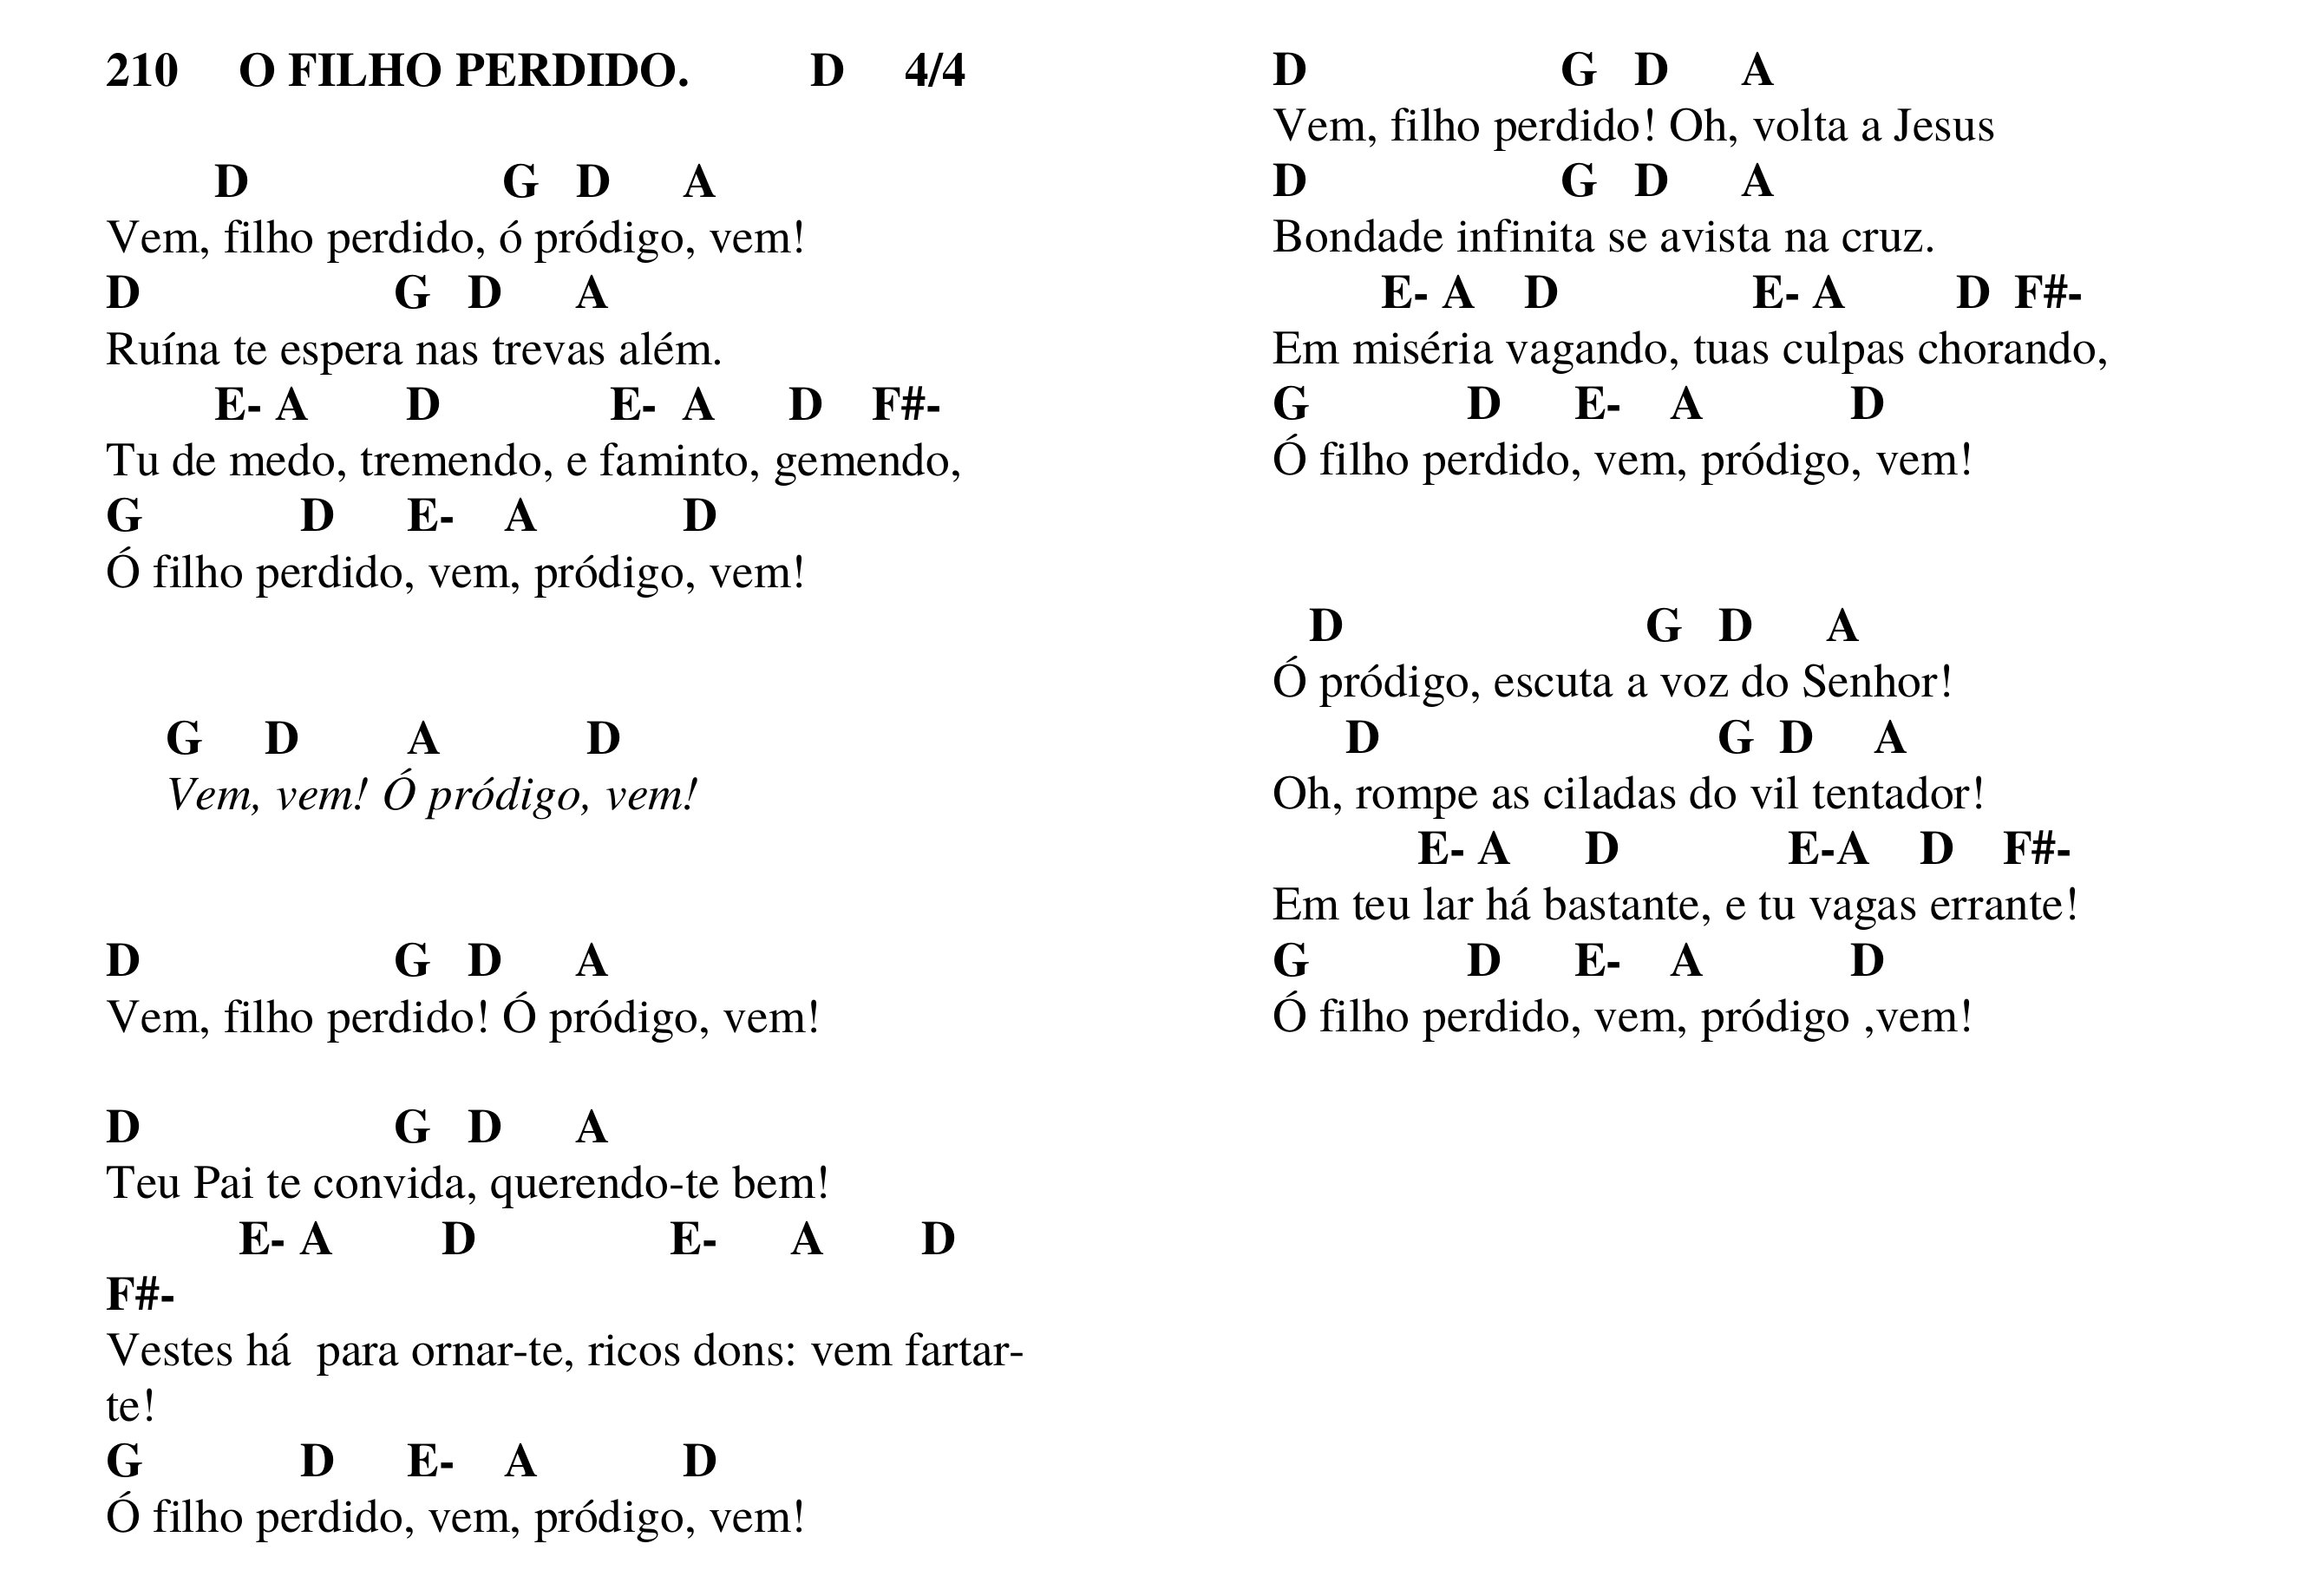 210 O FILHO PERDIDO. D 4/4
D G D A
Vem, filho perdido, ó pródigo, vem!
D G D A
Ruína te espera nas trevas além.
E- A D E- A D F#-
Tu de medo, tremendo, e faminto, gemendo,
G D E- A D
Ó filho perdido, vem, pródigo, vem!
G D A D
Vem, vem! Ó pródigo, vem!
D G D A
Vem, filho perdido! Ó pródigo, vem!
D G D A
Teu Pai te convida, querendo-te bem!
E- A D E- A D
F#-
Vestes há  para ornar-te, ricos dons: vem fartar-
te!
G D E- A D
Ó filho perdido, vem, pródigo, vem!
D G D A
Vem, filho perdido! Oh, volta a Jesus
D G D A
Bondade infinita se avista na cruz.
E- A D E- A D F#-
Em miséria vagando, tuas culpas chorando,
G D E- A D
Ó filho perdido, vem, pródigo, vem!
D G D A
Ó pródigo, escuta a voz do Senhor!
D G D A
Oh, rompe as ciladas do vil tentador!
E- A D E-A D F#-
Em teu lar há bastante, e tu vagas errante!
G D E- A D
Ó filho perdido, vem, pródigo ,vem!